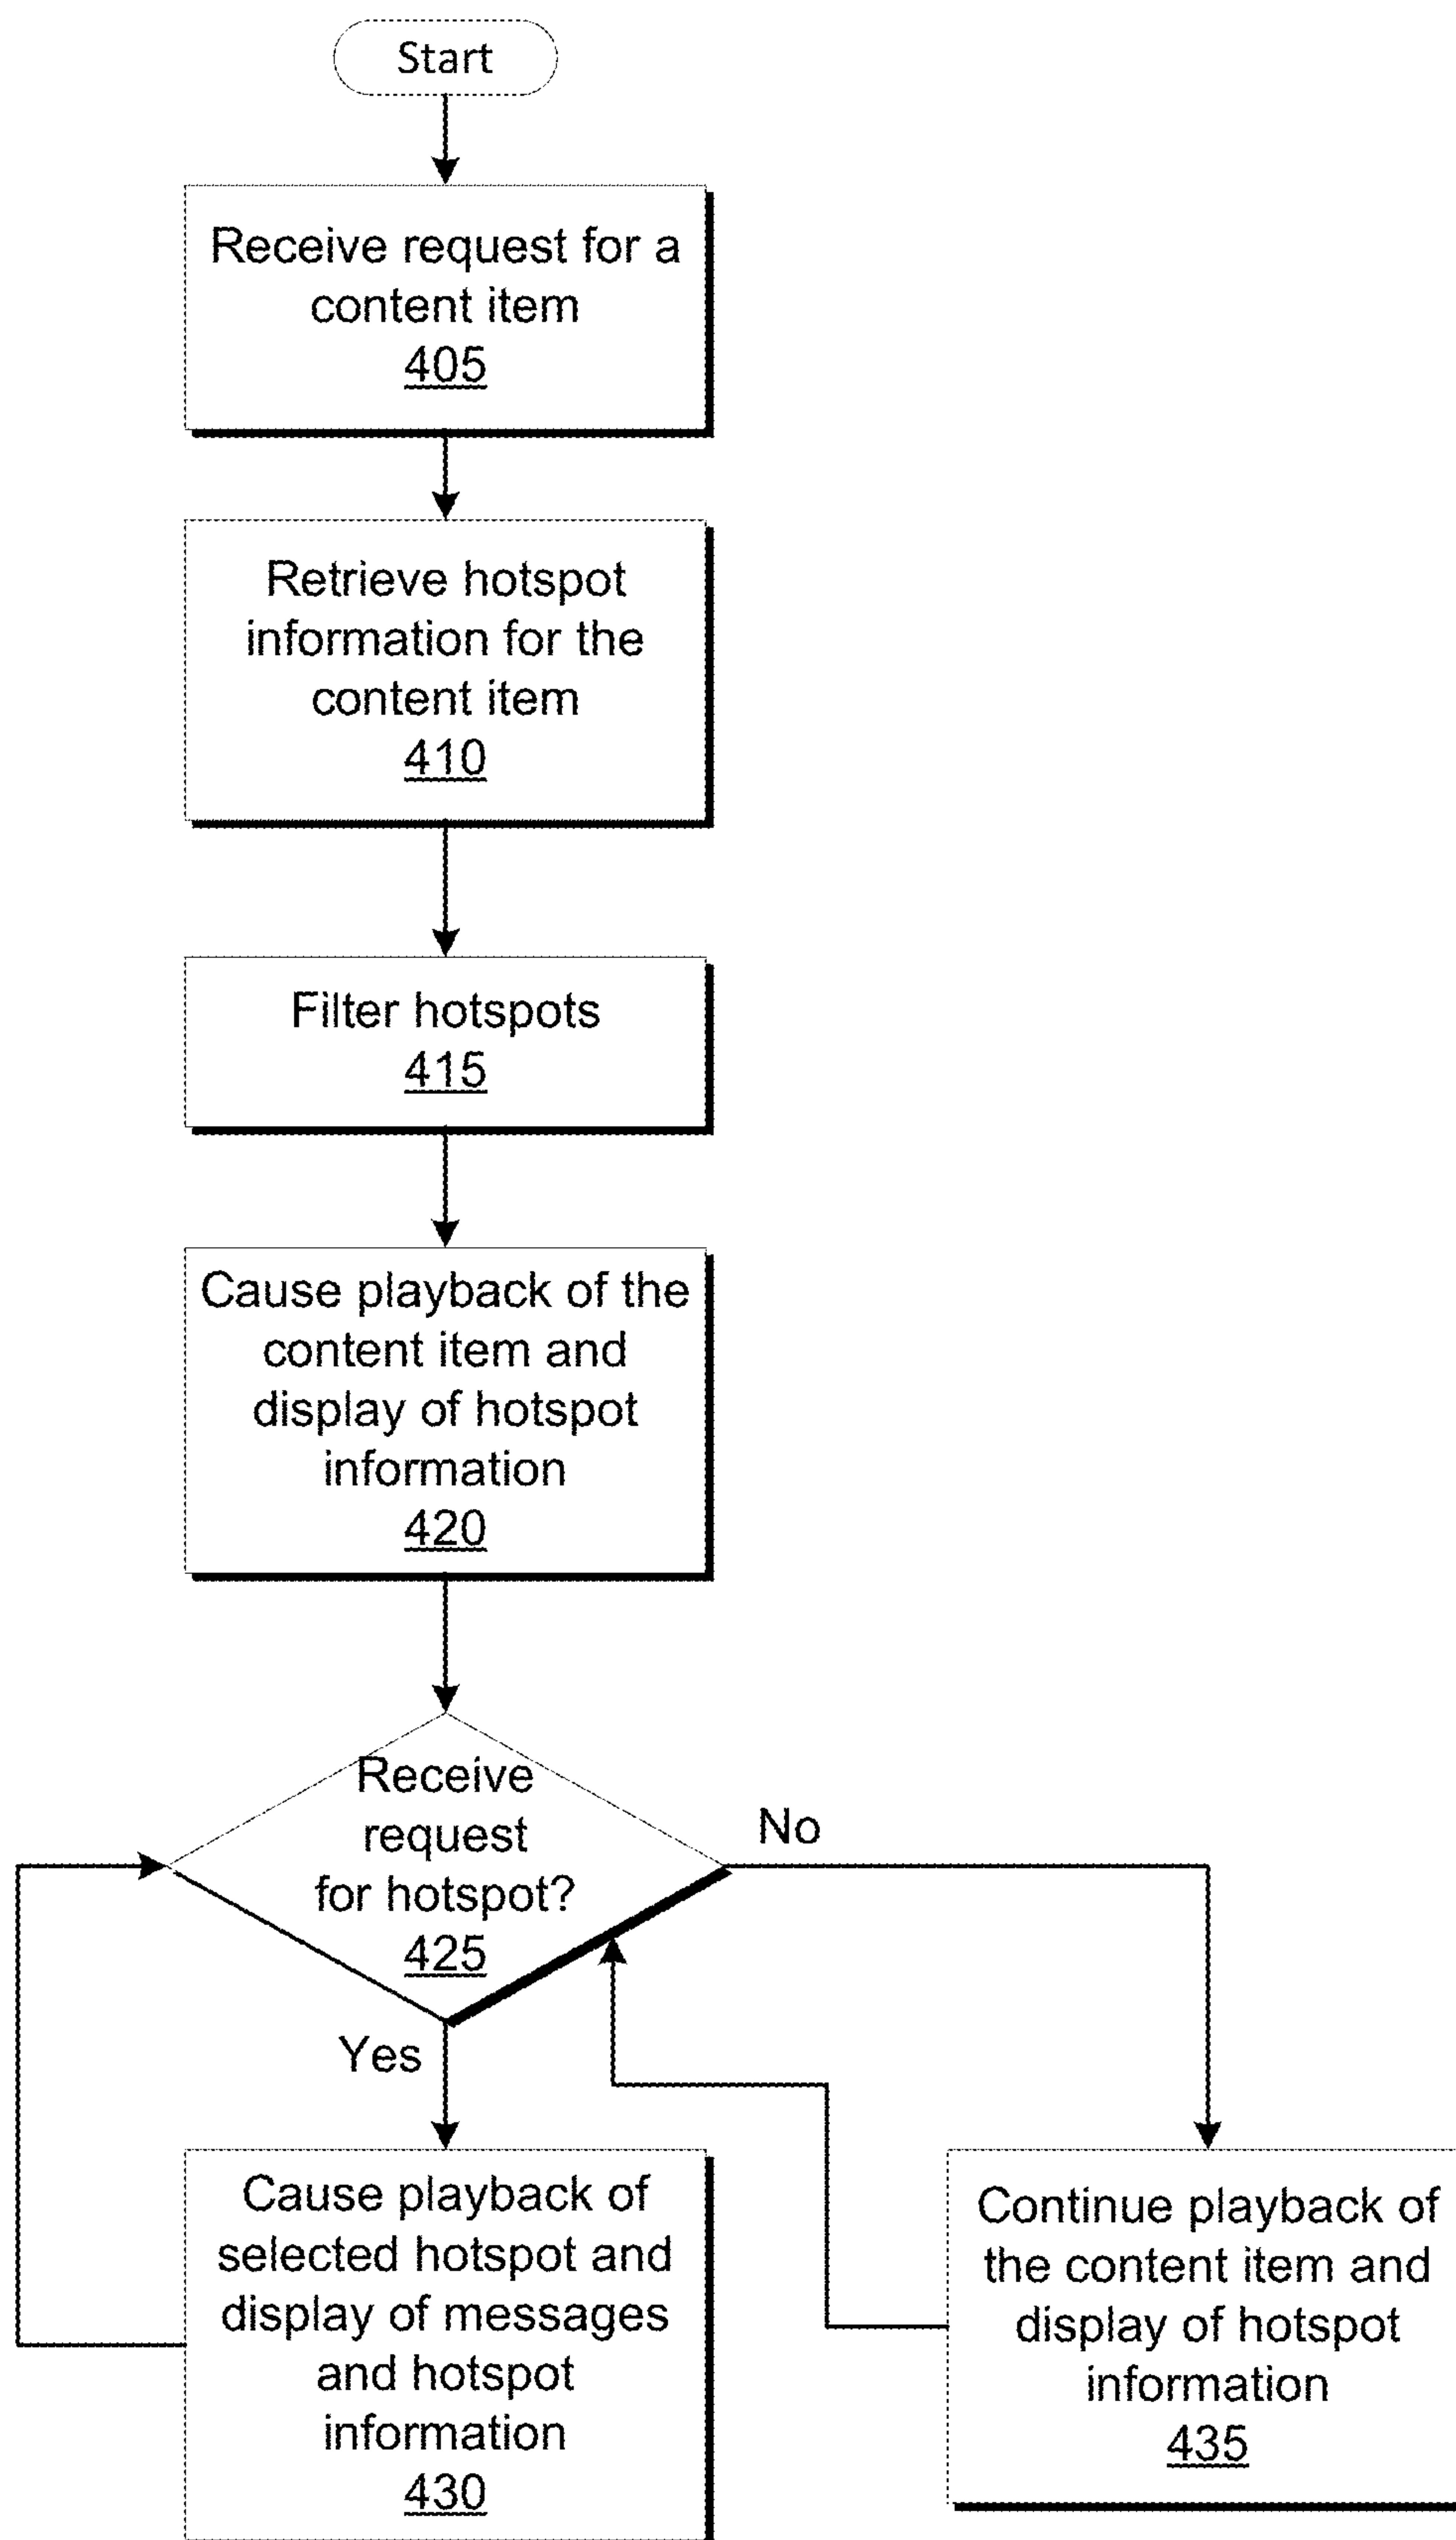 Start
Receive request for a
content item
405
Retrieve hotspot
information for the
content item
410
Filter hotspots
415
Cause playback of the
content item and
display of hotspot
information
420
Receive
request
for hotspot?
425
No
Yes
Cause playback of
selected hotspot and
display of messages
and hotspot
information
430
Continue playback of
the content item and
display of hotspot
information
435